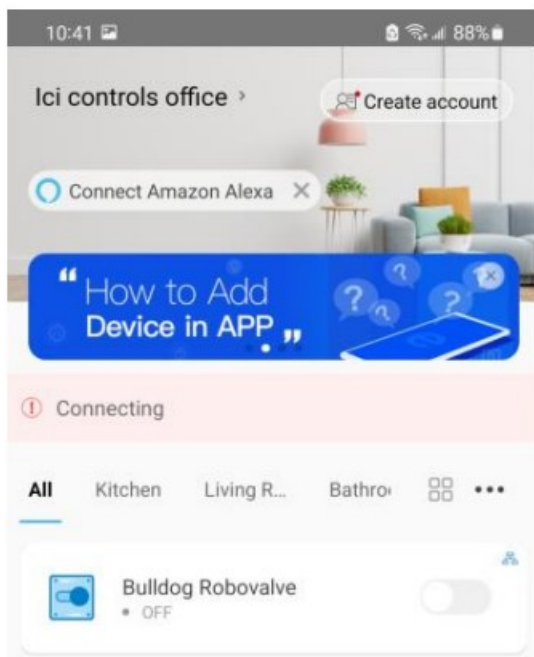 10:41 88%
Ici controls office
Create account
Connect Amazon Alexa
“ How to Add
Device in APP „
Connecting
All Kitchen Living R... Bathro
Bulldog Robovalve
• OFF